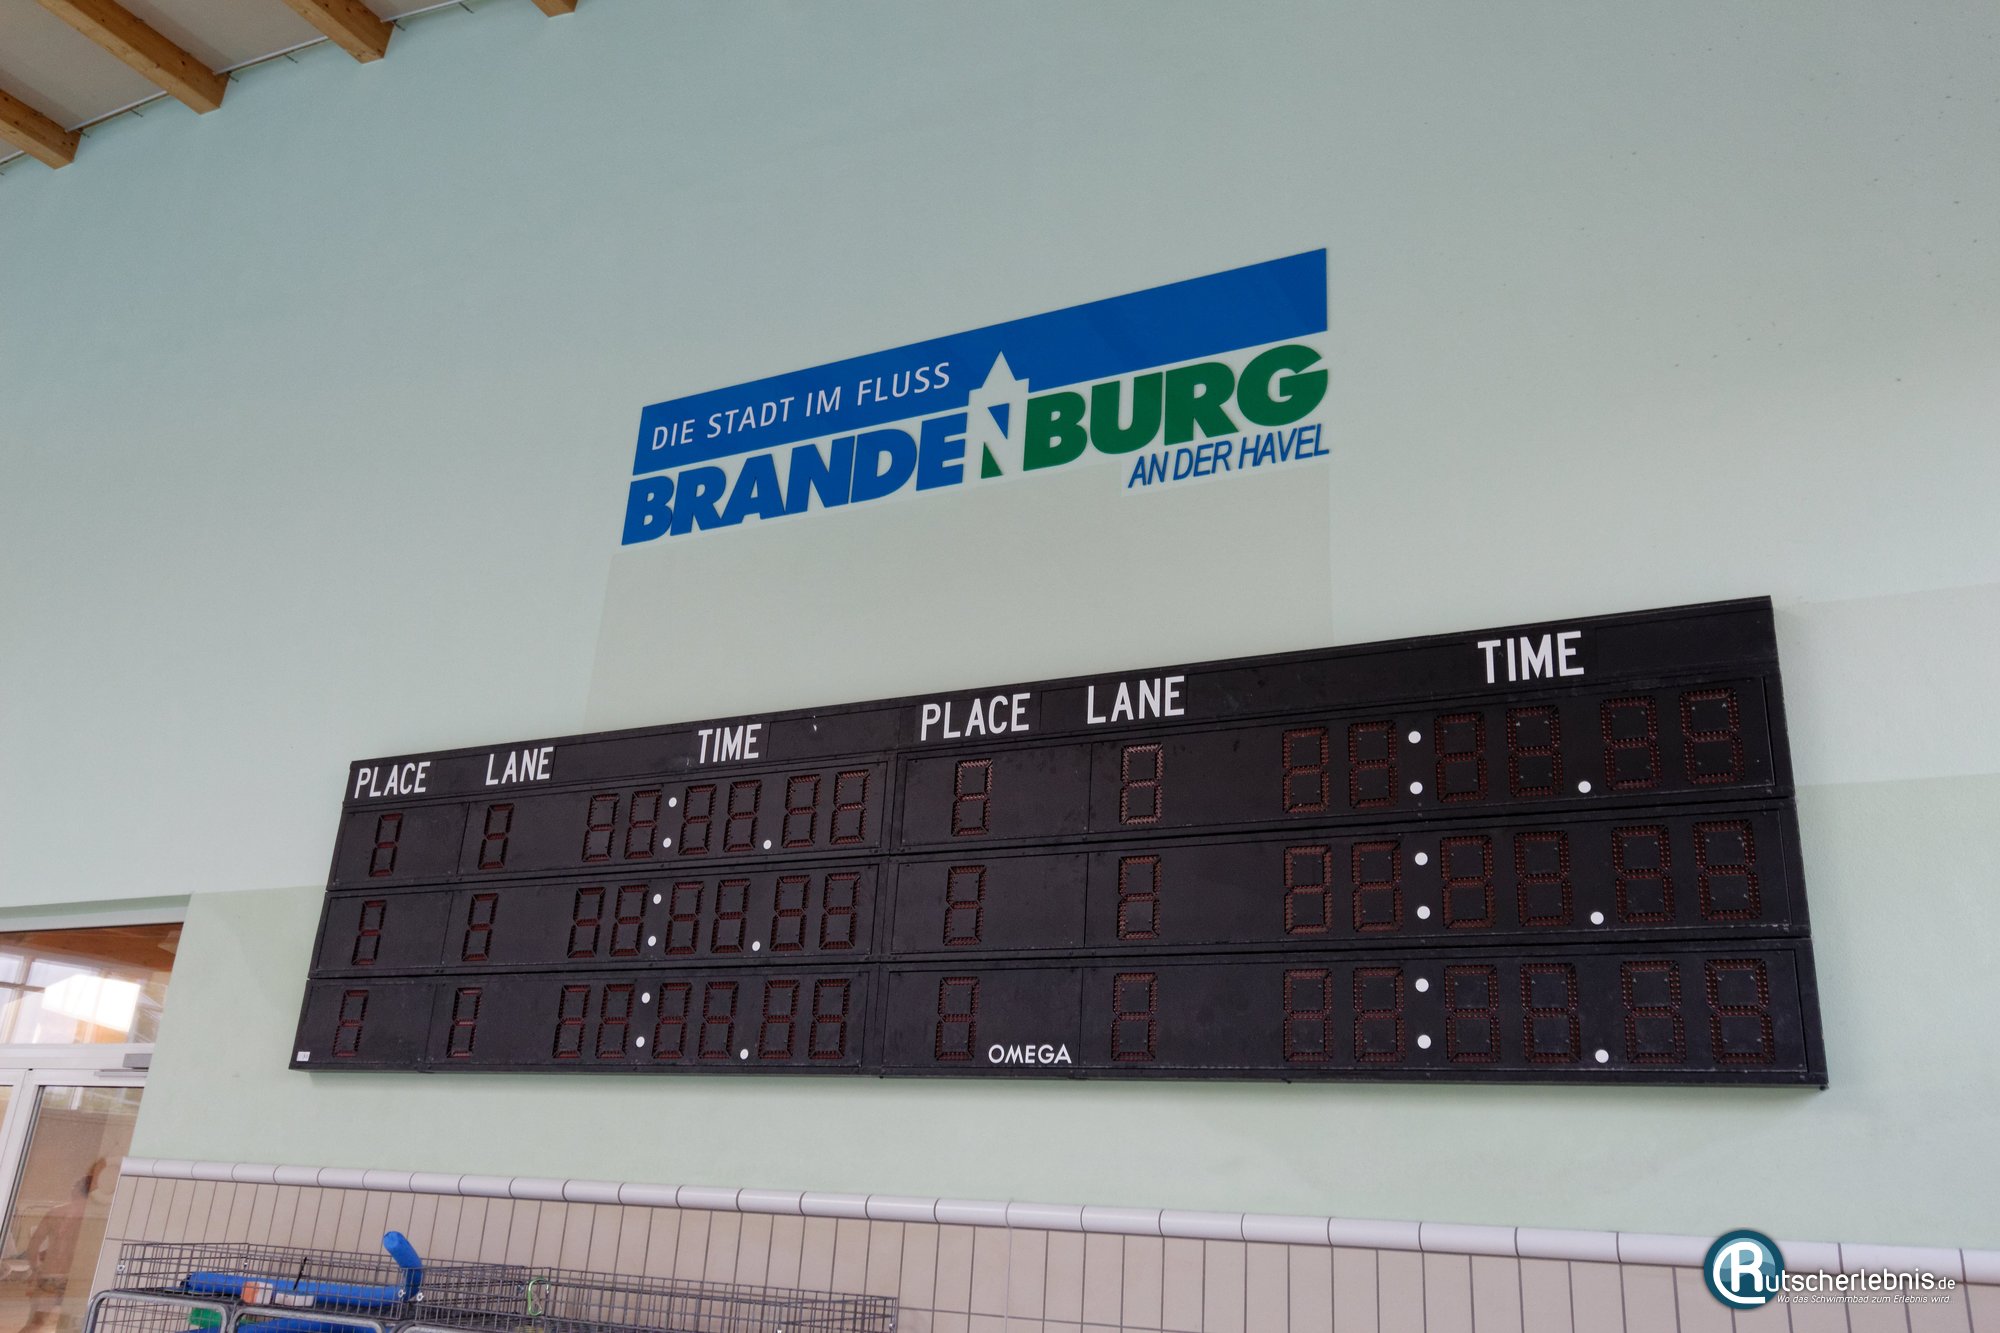 DIE STADT IM FLUSS
BRANDENBURG
AN DER HAVEL
PLACE LANE TIME PLACE LANE TIME
OMEGA
Rutscherlebnis.de
Wo das Schwimmbad zum Erlebnis wird.